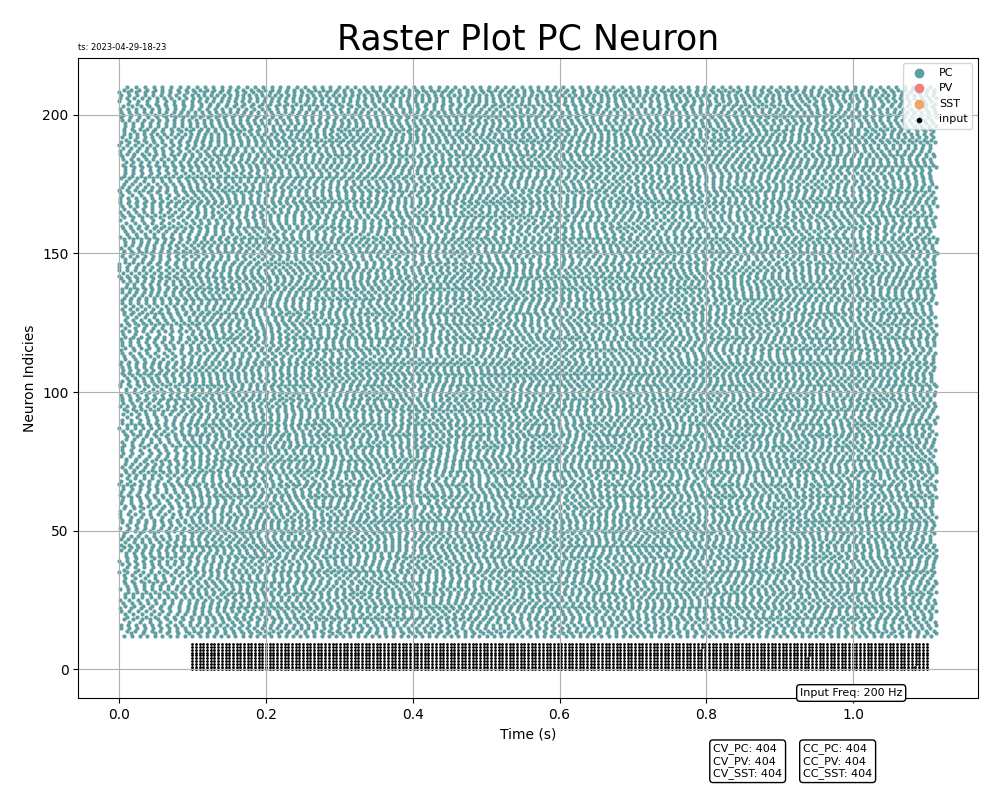 Raster Plot PC Neuron
ts: 2023-04-29-18-23
PC
PV
SST
input
200
150
100
50
0
Neuron Indicies
0.0 0.2 0.4 0.6 0.8 1.0
Time (s)
Input Freq: 200 Hz
CV_PC: 404
CV_PV: 404
CV_SST: 404
CC_PC: 404
CC_PV: 404
CC_SST: 404